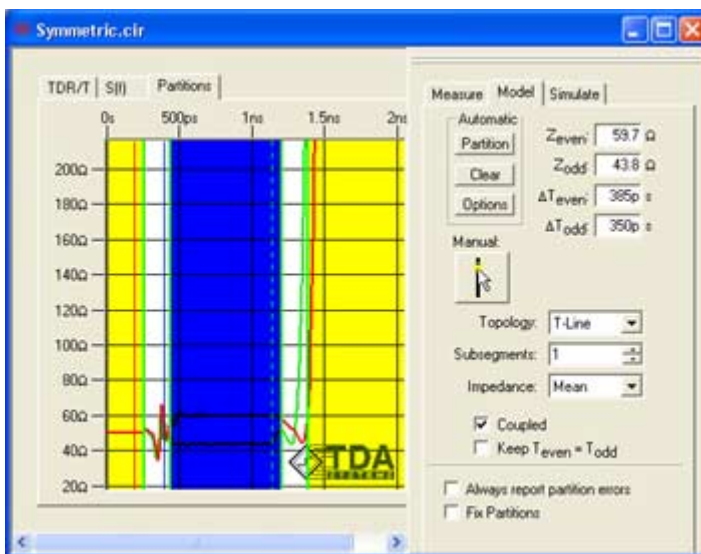 Symmetric.cir
TDR/T S(f) Partitions
0s 500ps 1ns 1.5ns 2ns
200Ω
180Ω
160Ω
140Ω
120Ω
100Ω
80Ω
60Ω
40Ω
20Ω
TDA
Measure Model Simulate
Automatic
Partition
Clear
Options
Zeven: 59.7 Ω
Zodd: 43.8 Ω
ΔTeven: 385p s
ΔTodd: 350p s
Manual:
Topology: T-Line
Subsegments: 1
Impedance: Mean
Coupled
Keep Teven = Todd
Always report partition errors
Fix Partitions